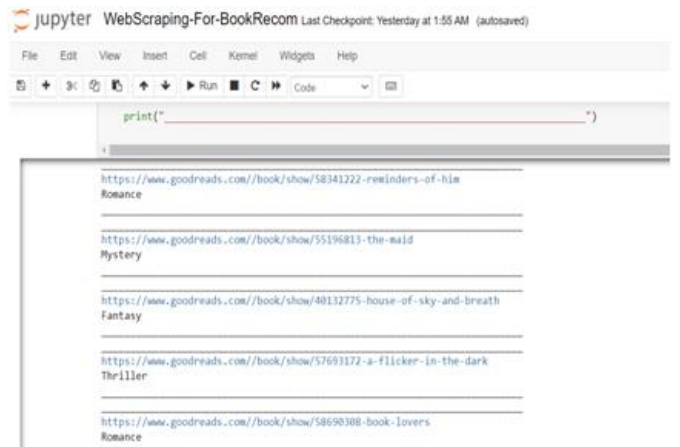 jupyter WebScraping-For-BookRecom Last Checkpoint: Yesterday at 1:55 AM (autosaved)
File Edit View Insert Cell Kernel Widgets Help
Run Code
print("____________________________________________________________")
https://www.goodreads.com//book/show/58341222-reminders-of-him
Romance
https://www.goodreads.com//book/show/55196813-the-maid
Mystery
https://www.goodreads.com//book/show/40132775-house-of-sky-and-breath
Fantasy
https://www.goodreads.com//book/show/57693172-a-flicker-in-the-dark
Thriller
https://www.goodreads.com//book/show/58690308-book-lovers
Romance